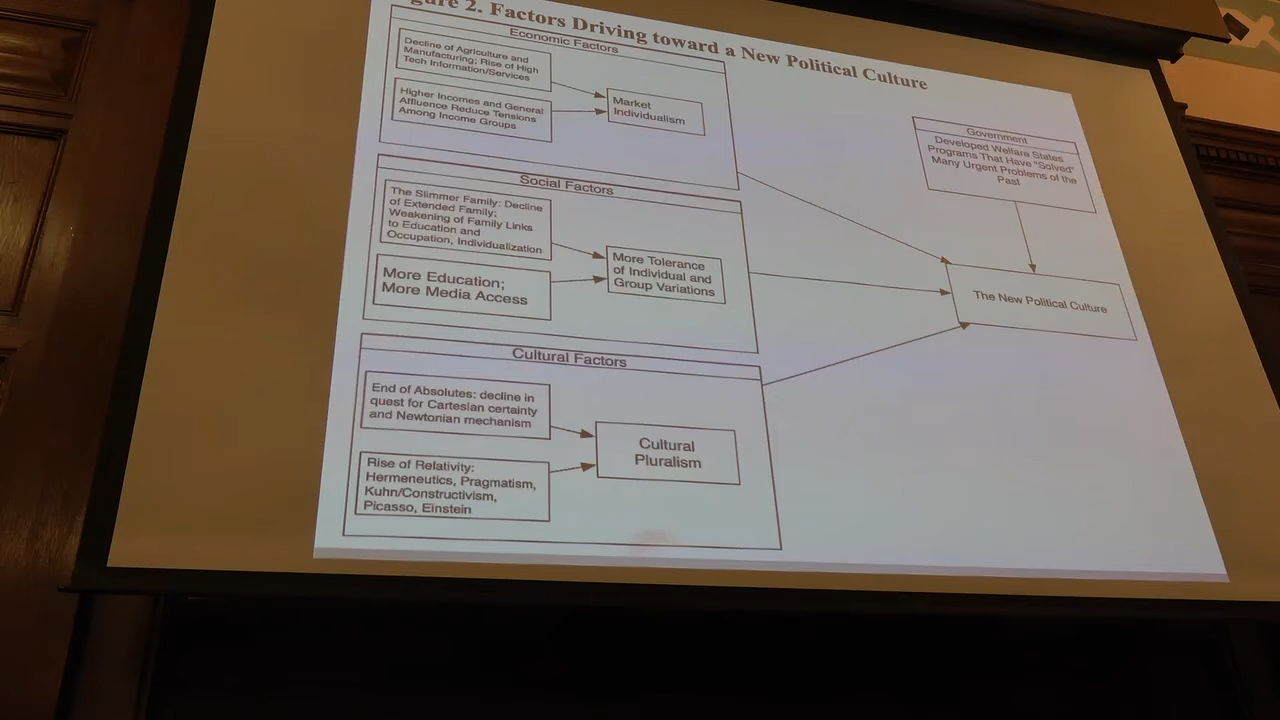 gure 2. Factors Driving toward a New Political Culture
Economic Factors
Decline of Agriculture and
Manufacturing; Rise of High
Tech Information/Services
Higher Incomes and General
Affluence Reduce Tensions
Among Income Groups
Market
Individualism
Social Factors
The Slimmer Family: Decline
of Extended Family;
Weakening of Family Links
to Education and
Occupation, Individualization
More Education;
More Media Access
More Tolerance
of Individual and
Group Variations
Cultural Factors
End of Absolutes: decline in
quest for Cartesian certainty
and Newtonian mechanism
Rise of Relativity:
Hermeneutics, Pragmatism,
Kuhn/Constructivism,
Picasso, Einstein
Cultural
Pluralism
Government
Developed Welfare States
Programs That Have "Solved"
Many Urgent Problems of the
Past
The New Political Culture